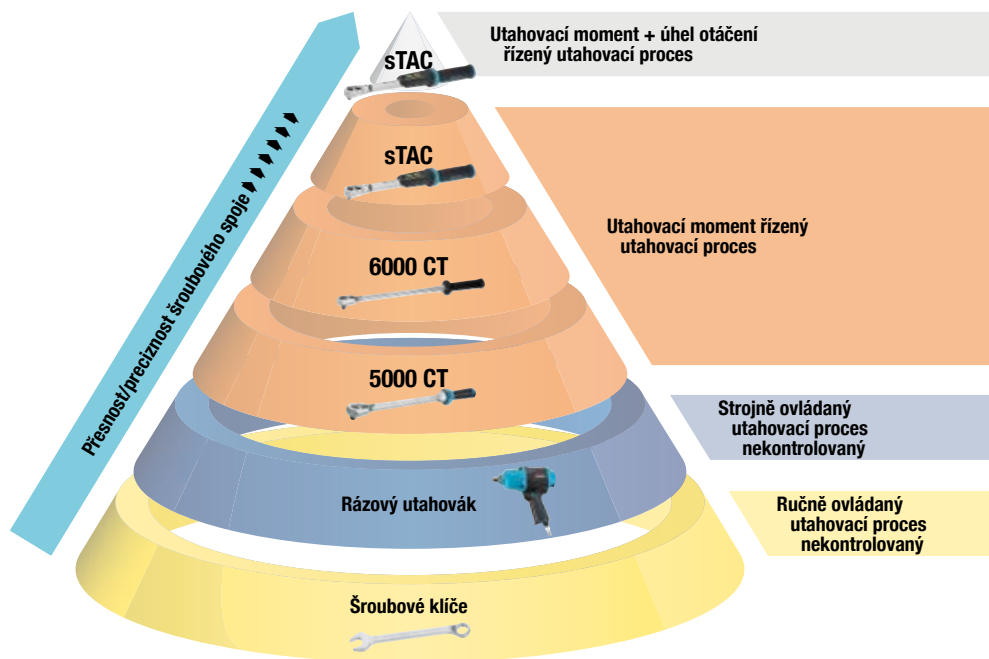 Utahovací moment + úhel otáčení
řízený utahovací proces
sTAC
sTAC
Utahovací moment řízený
utahovací proces
6000 CT
5000 CT
Přesnost/preciznost šroubového spoje
Strojně ovládaný
utahovací proces
nekontrolovaný
Rázový utahovák
Ručně ovládaný
utahovací proces
nekontrolovaný
Šroubové klíče